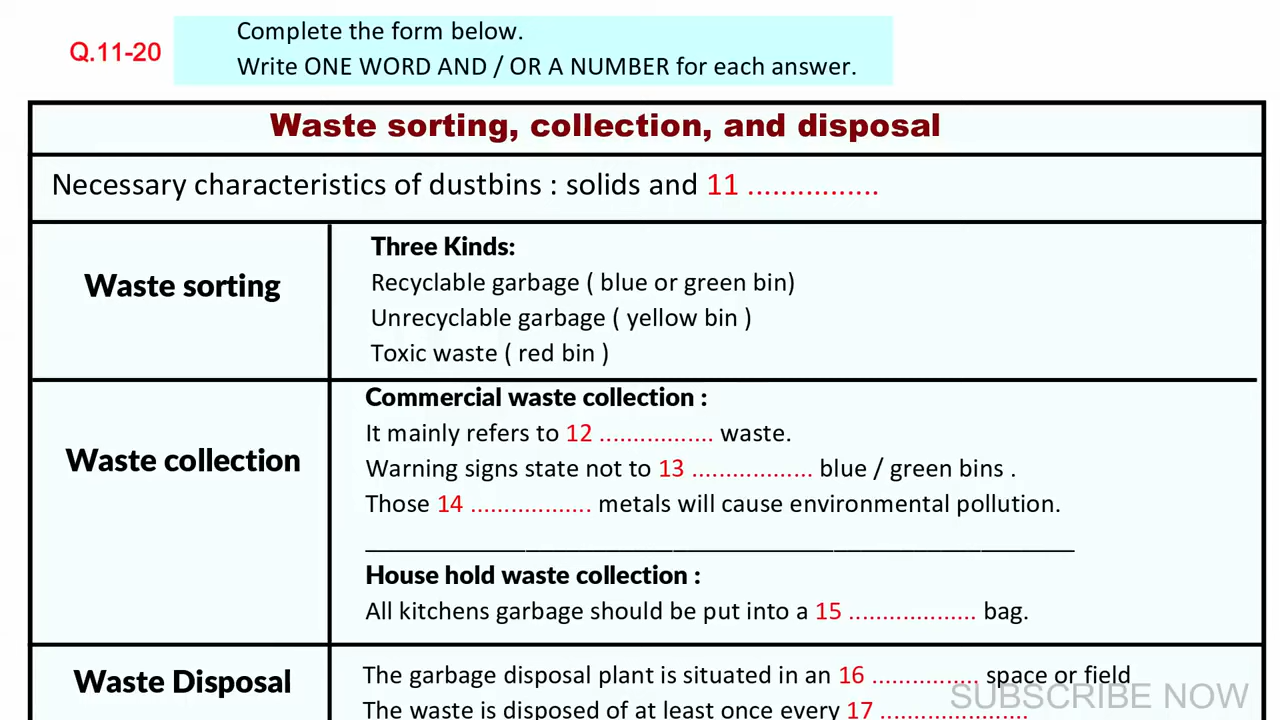 Q.11-20
Complete the form below.
Write ONE WORD AND / OR A NUMBER for each answer.
Waste sorting, collection, and disposal
Necessary characteristics of dustbins : solids and 11 ................
Waste sorting
Three Kinds:
Recyclable garbage ( blue or green bin)
Unrecyclable garbage ( yellow bin )
Toxic waste ( red bin )
Waste collection
Commercial waste collection :
It mainly refers to 12 ................. waste.
Warning signs state not to 13 .................. blue / green bins .
Those 14 .................. metals will cause environmental pollution.
_____________________________________________________
House hold waste collection :
All kitchens garbage should be put into a 15 ................... bag.
Waste Disposal
The garbage disposal plant is situated in an 16 ................ space or field
The waste is disposed of at least once every 17 ......................
SUBSCRIBE NOW